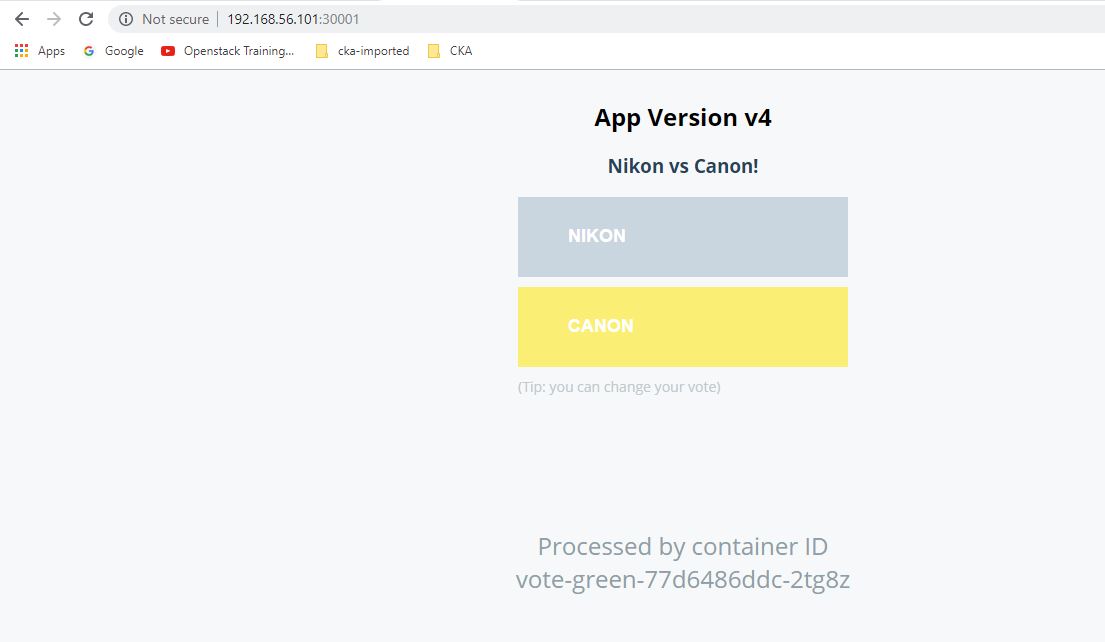 Not secure | 192.168.56.101:30001
Apps Google Openstack Training... cka-imported CKA
App Version v4
Nikon vs Canon!
NIKON
CANON
(Tip: you can change your vote)
Processed by container ID
vote-green-77d6486ddc-2tg8z